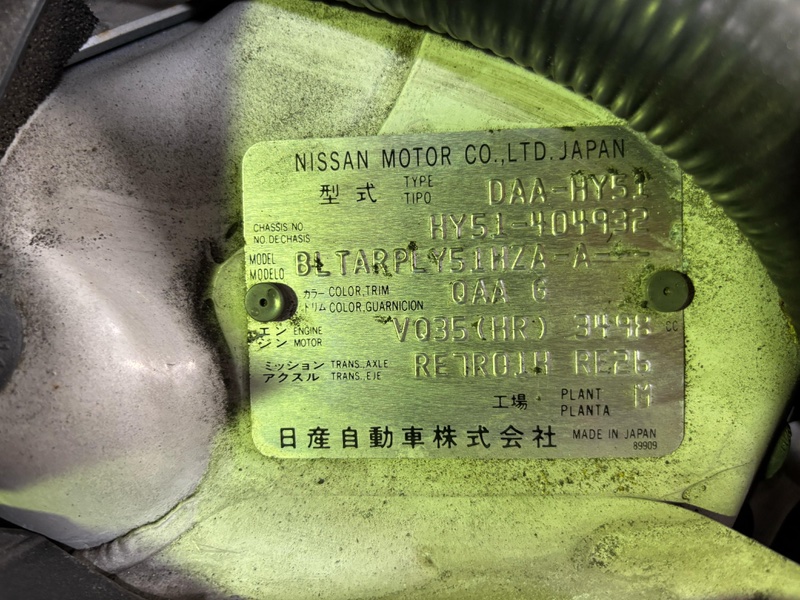 NISSAN MOTOR CO.,LTD. JAPAN
型式 TYPE TIPO DAA-HY51
CHASSIS NO NO.DECHASIS HY51-404932
MODEL MODELO BLTARPLY51HZA-A---
カラー COLOR,TRIM トリム COLOR,GUARNICION QAA G
エンジン ENGINE MOTOR VQ35(HR) 3498 CC
ミッション TRANS.,AXLE アクスル TRANS.,EJE RE7R01H RE26
工場 PLANT PLANTA M
日産自動車株式会社 MADE IN JAPAN
89909